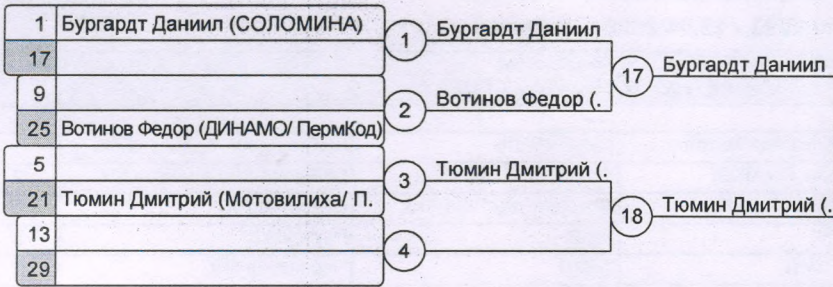 1 Бургардт Даниил (СОЛОМИНА)
17
1 Бургардт Даниил
9
25 Вотинов Федор (ДИНАМО/ ПермКод)
2 Вотинов Федор (.
17 Бургардт Даниил
5
21 Тюмин Дмитрий (Мотовилиха/ П.
3 Тюмин Дмитрий (.
13
29
4
18 Тюмин Дмитрий (.